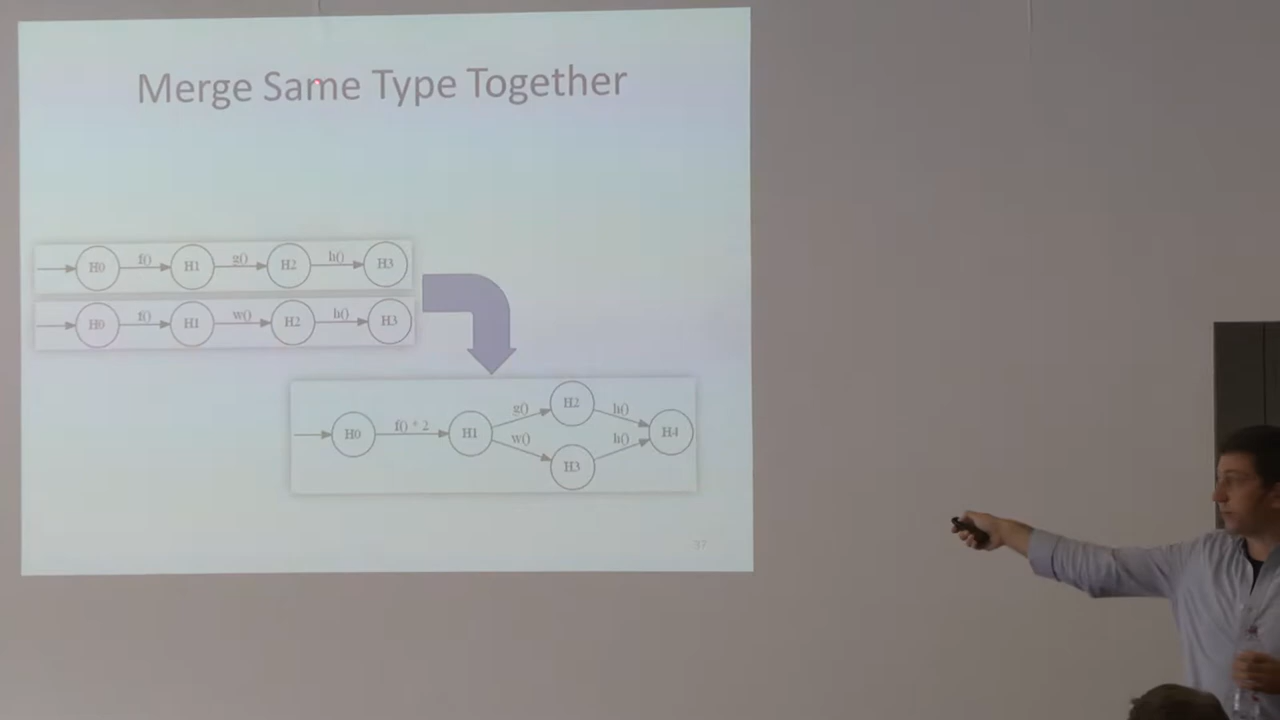 Merge Same Type Together
H0 f() H1 g() H2 h() H3
H0 f() H1 w() H2 h() H3
H0 f() * 2 H1 g() H2 h() H4
w() H3 h()
37